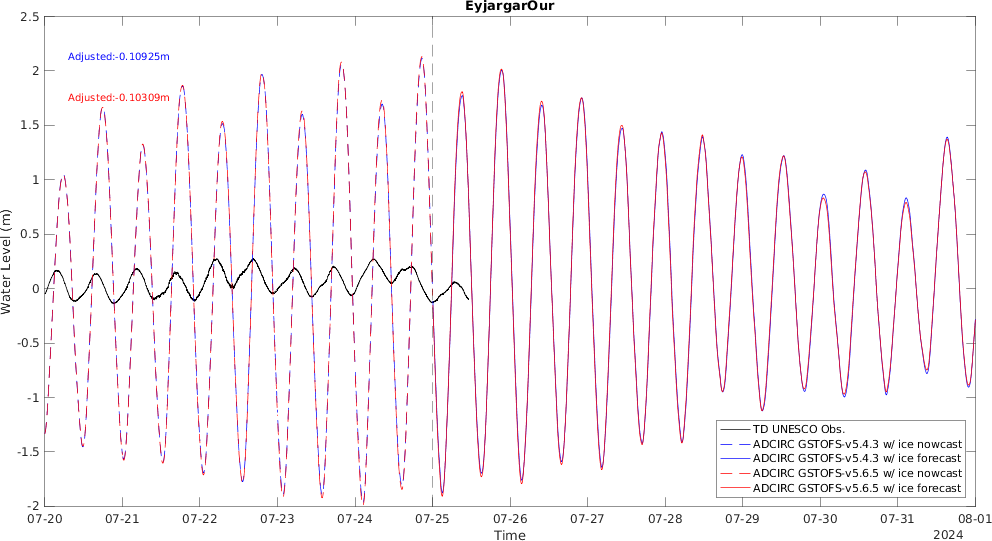 EyjargarOur
Adjusted:-0.10925m
Adjusted:-0.10309m
Water Level (m)
2.5
2
1.5
1
0.5
0
-0.5
-1
-1.5
-2
TD UNESCO Obs.
ADCIRC GSTOFS-v5.4.3 w/ ice nowcast
ADCIRC GSTOFS-v5.4.3 w/ ice forecast
ADCIRC GSTOFS-v5.6.5 w/ ice nowcast
ADCIRC GSTOFS-v5.6.5 w/ ice forecast
07-20 07-21 07-22 07-23 07-24 07-25 07-26 07-27 07-28 07-29 07-30 07-31 08-01
Time
2024